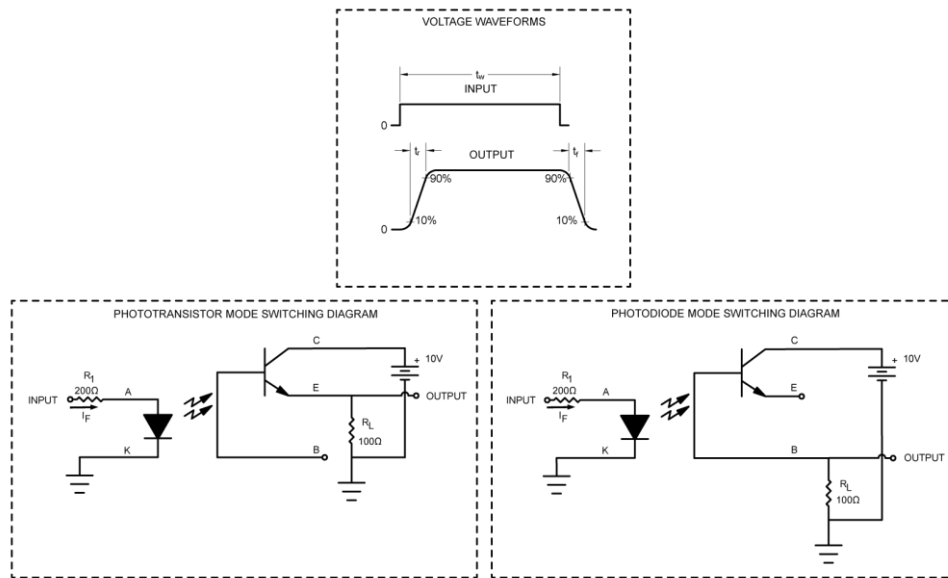 VOLTAGE WAVEFORMS
tw
INPUT
0
tr
OUTPUT
tf
90%
90%
10%
10%
0
PHOTOTRANSISTOR MODE SWITCHING DIAGRAM
C
+
10V
R1
200Ω
A
INPUT
IF
E
OUTPUT
RL
100Ω
K
B
PHOTODIODE MODE SWITCHING DIAGRAM
C
+
10V
R1
200Ω
A
E
INPUT
IF
K
B
OUTPUT
RL
100Ω